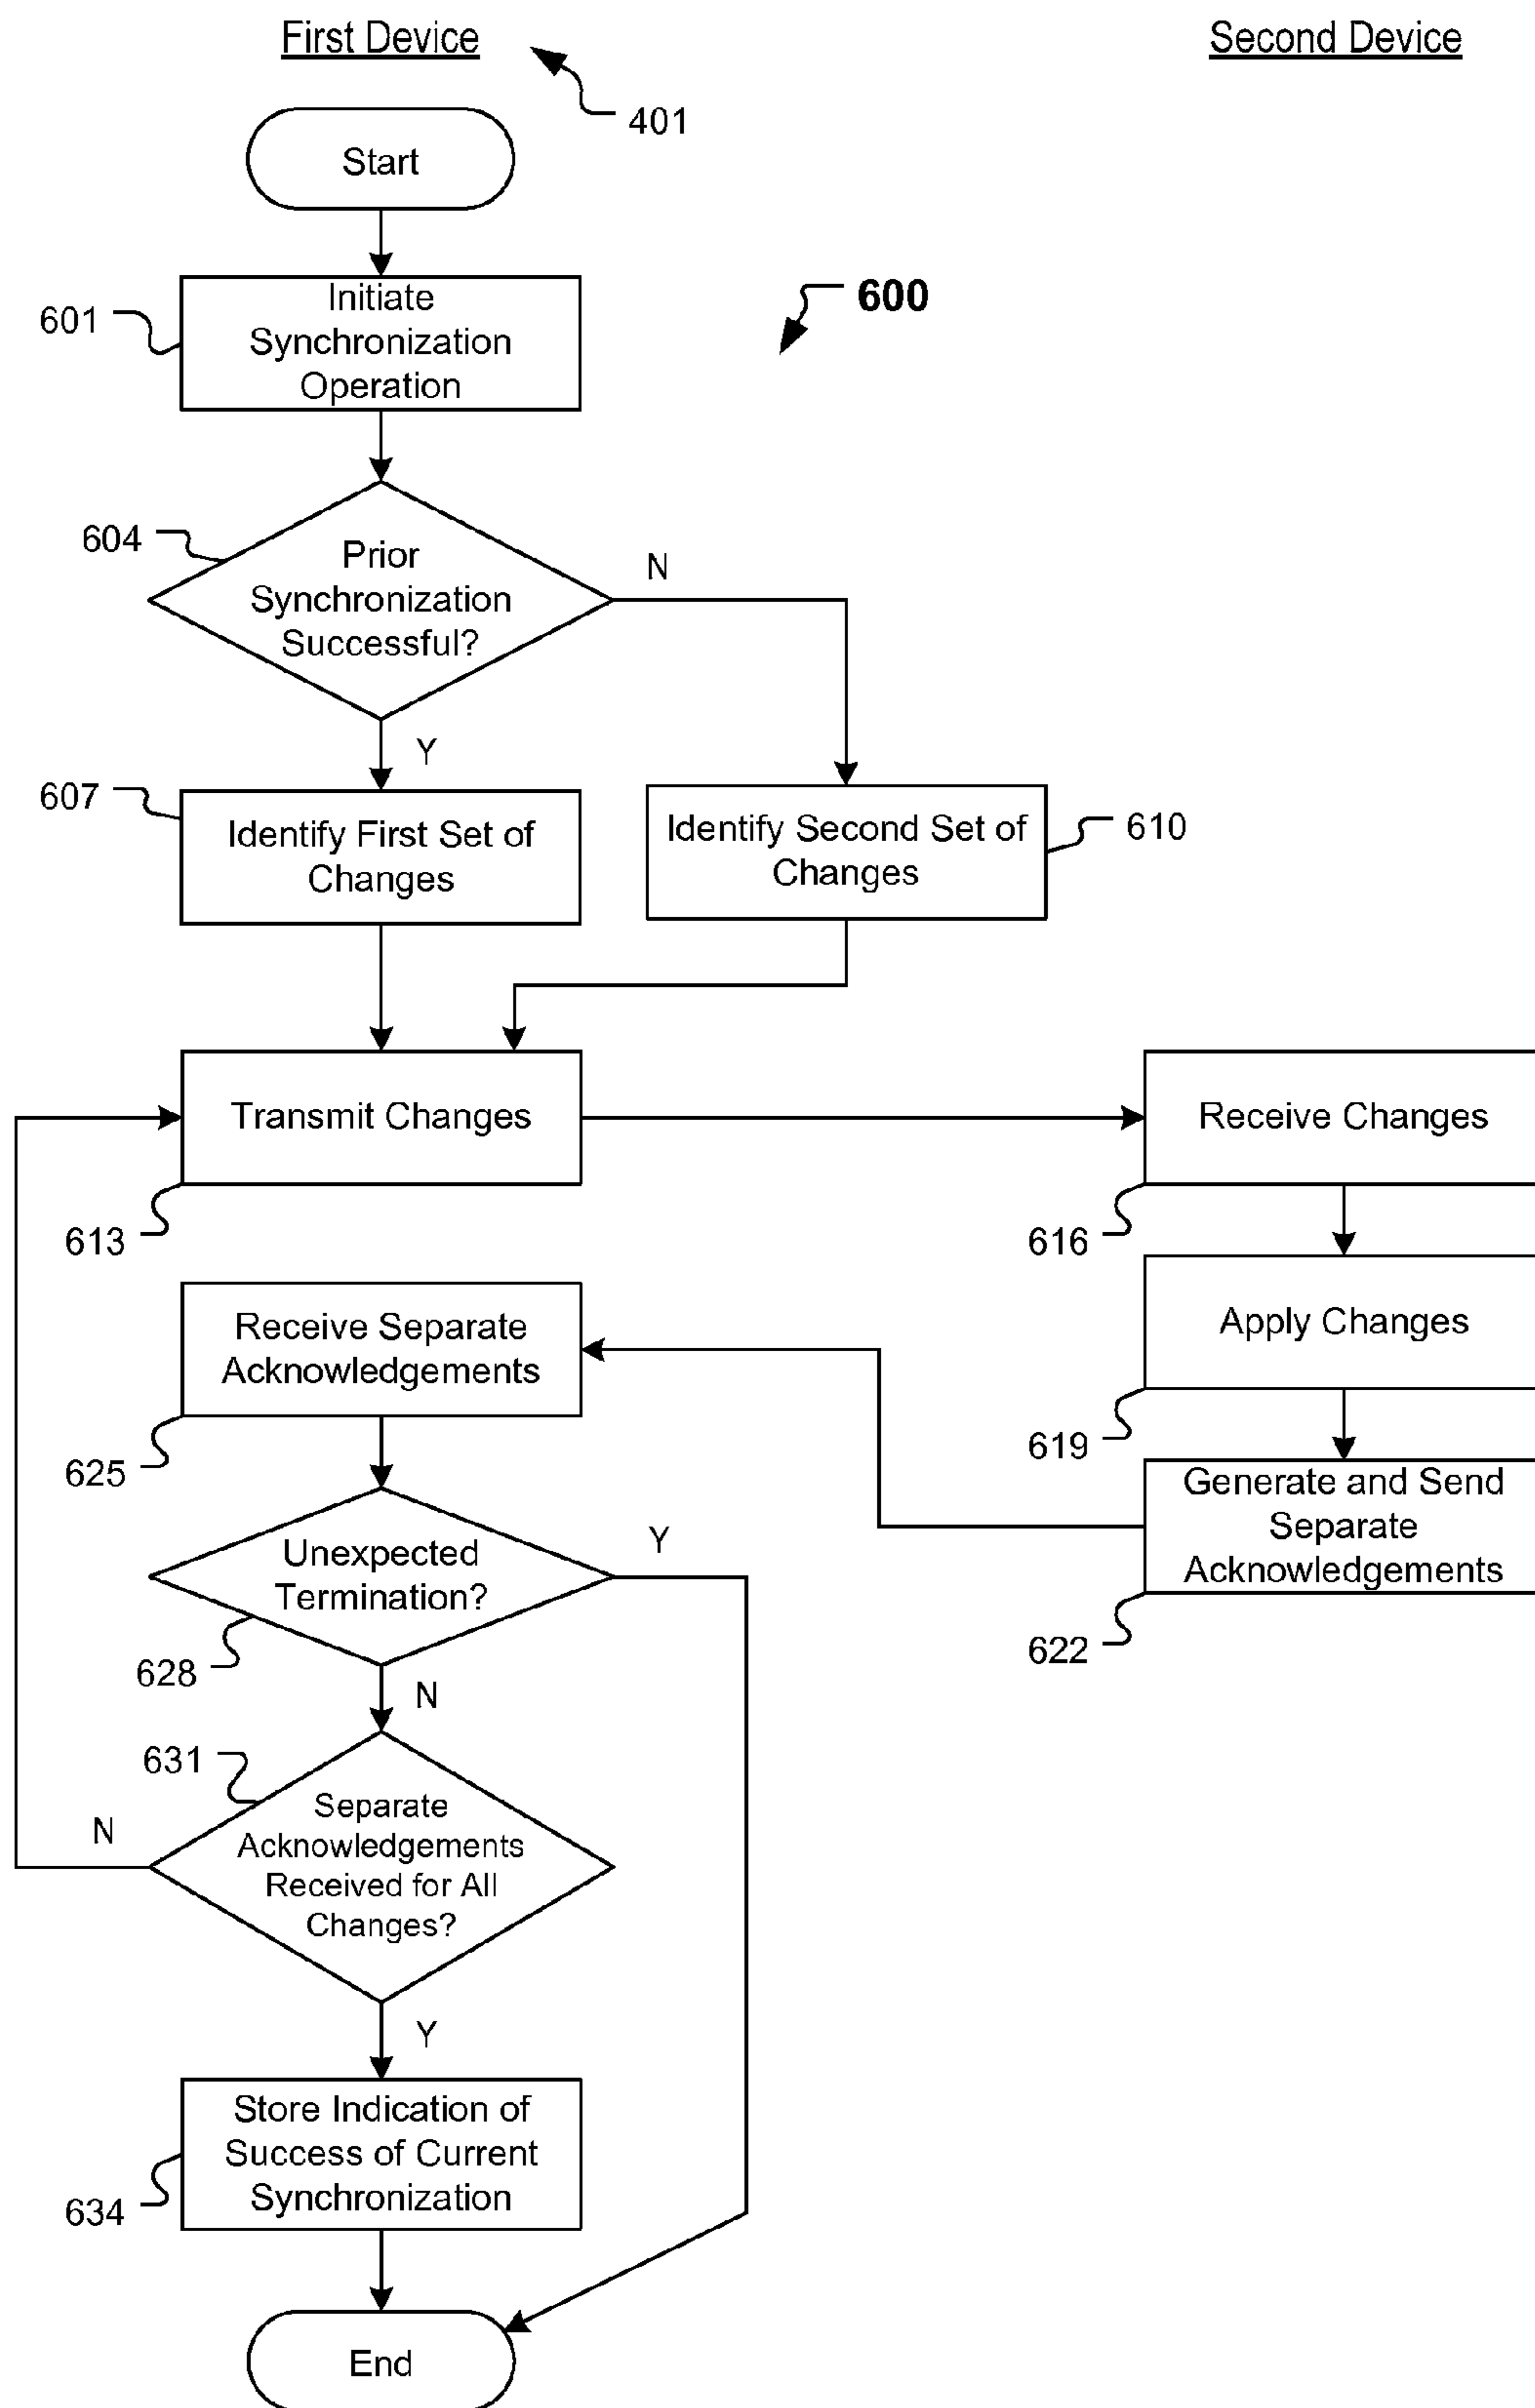 First Device
Second Device
401
Start
600
601
Initiate
Synchronization
Operation
604
Prior
Synchronization
Successful?
N
Y
607
Identify First Set of
Changes
Identify Second Set of
Changes
610
Transmit Changes
Receive Changes
613
616
Receive Separate
Acknowledgements
Apply Changes
625
619
Generate and Send
Separate
Acknowledgements
Unexpected
Termination?
Y
628
622
N
631
Separate
Acknowledgements
Received for All
Changes?
N
Y
Store Indication of
Success of Current
Synchronization
634
End